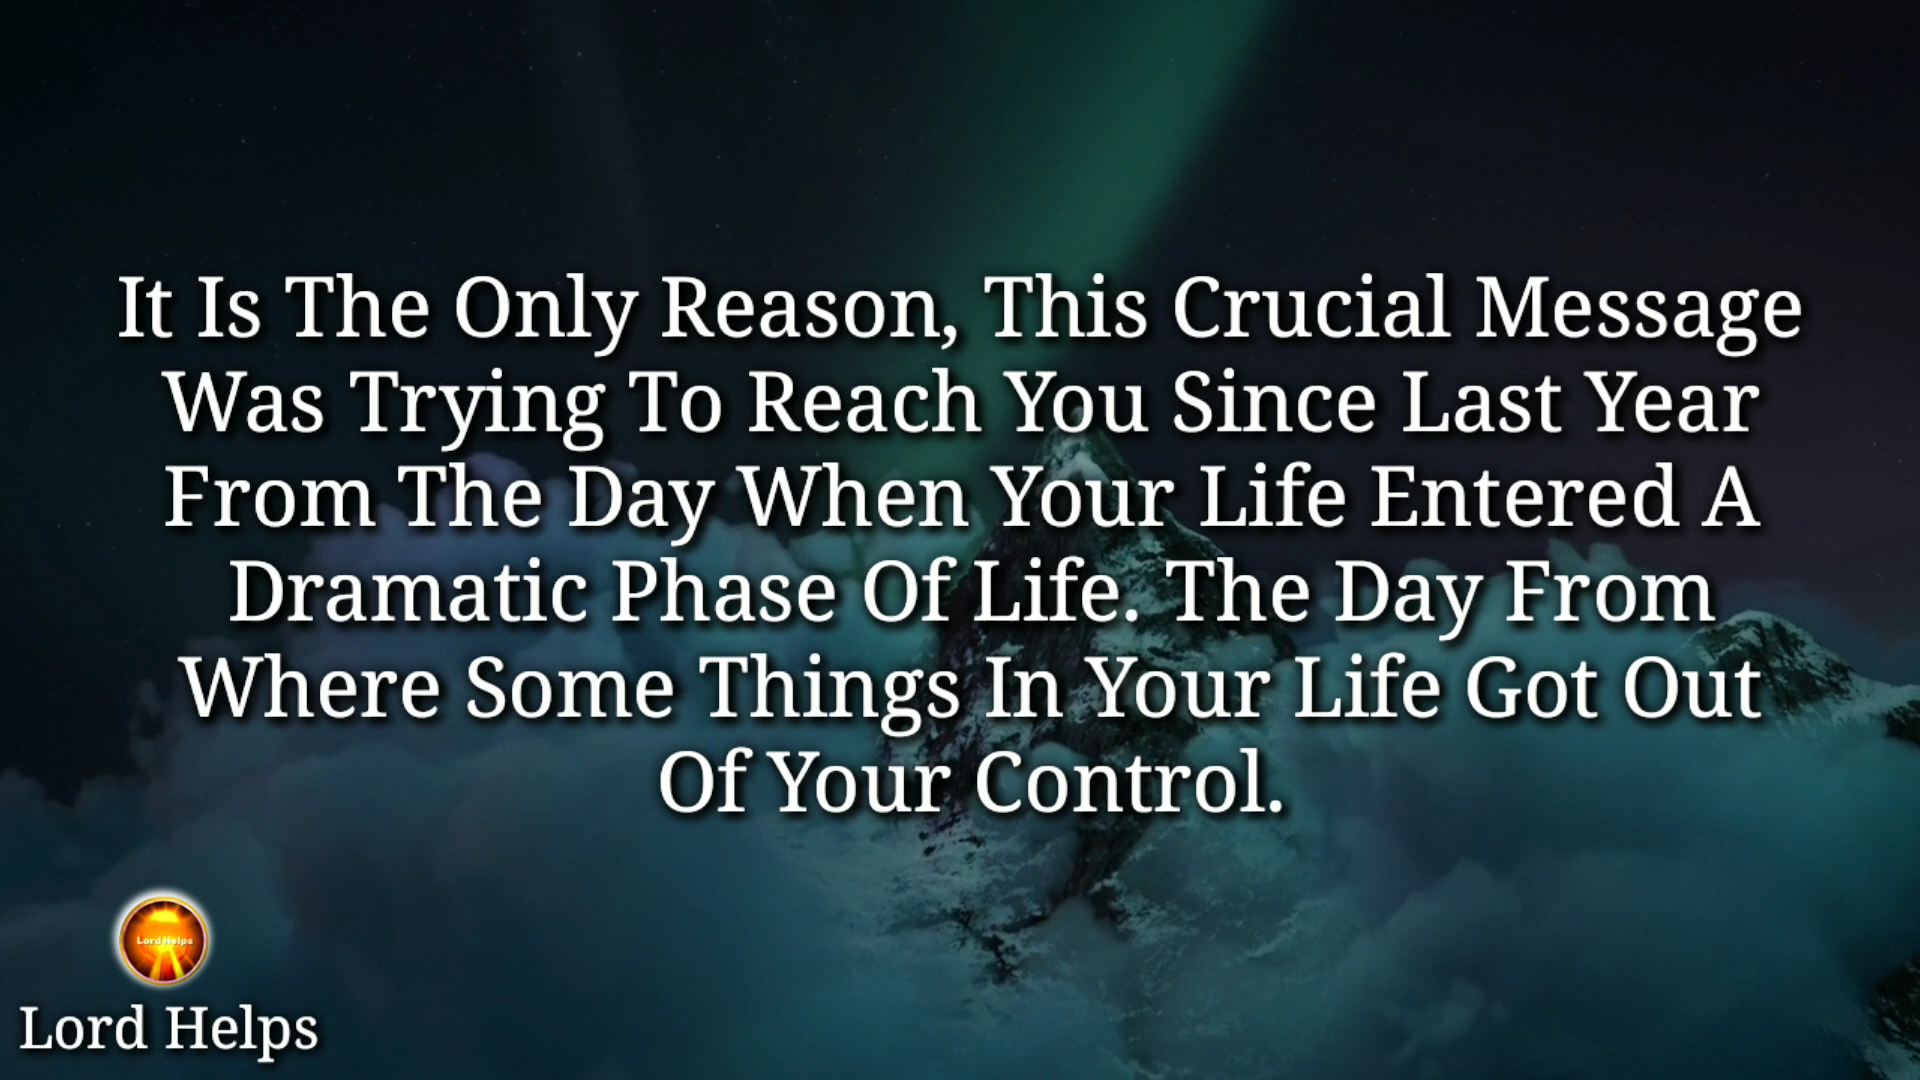 It Is The Only Reason, This Crucial Message
Was Trying To Reach You Since Last Year
From The Day When Your Life Entered A
Dramatic Phase Of Life. The Day From
Where Some Things In Your Life Got Out
Of Your Control.
Lord Helps
Lord Helps